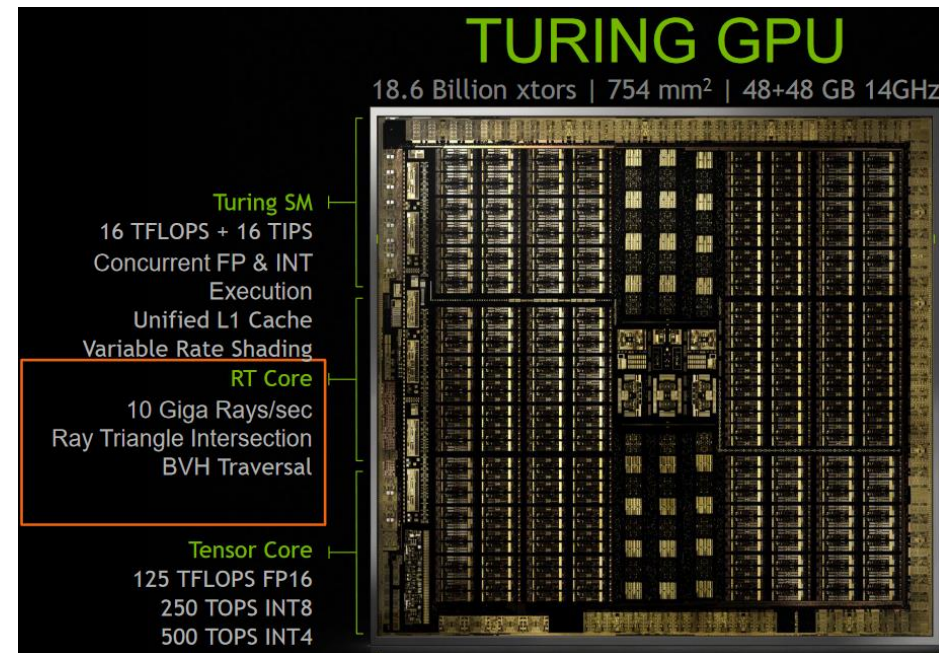 TURING GPU
18.6 Billion xtors | 754 mm² | 48+48 GB 14GHz
Turing SM
16 TFLOPS + 16 TIPS
Concurrent FP & INT
Execution
Unified L1 Cache
Variable Rate Shading
RT Core
10 Giga Rays/sec
Ray Triangle Intersection
BVH Traversal
Tensor Core
125 TFLOPS FP16
250 TOPS INT8
500 TOPS INT4